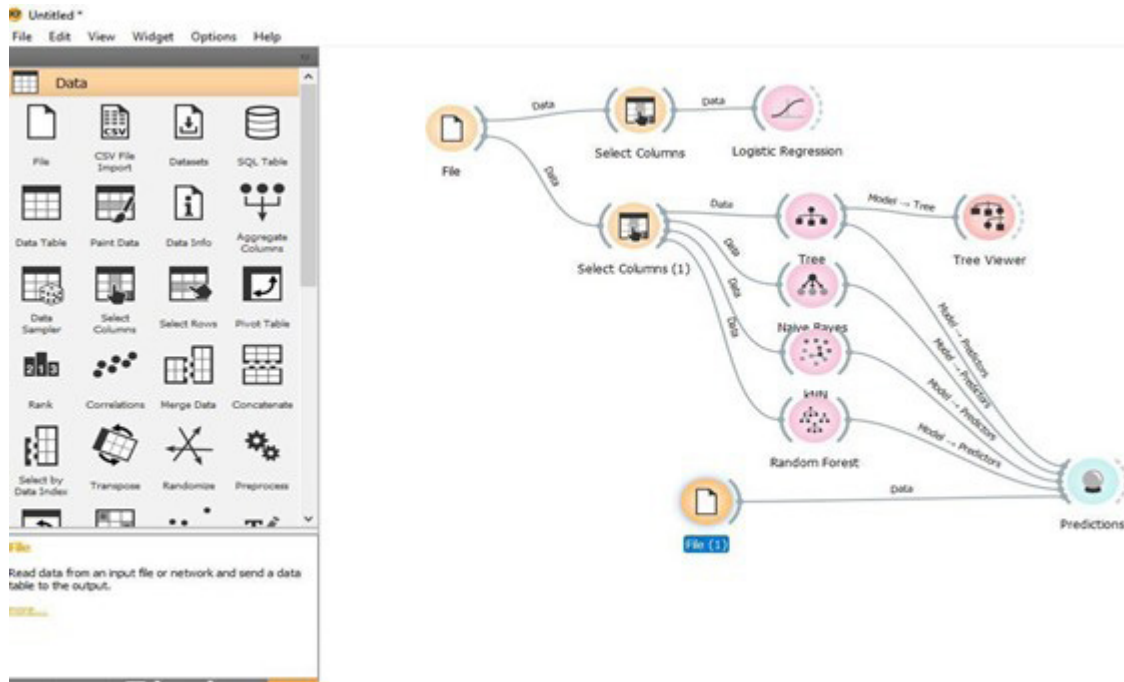 Untitled *
File Edit View Widget Options Help
Data
File
CSV File Import
Datasets
SQL Table
Data Table
Paint Data
Data Info
Aggregate Columns
Data Sampler
Select Columns
Select Rows
Pivot Table
Rank
Correlations
Merge Data
Concatenate
Select by Data Index
Transpose
Randomize
Preprocess
File
Read data from an input file or network and send a data
table to the output.
more...
File
Data
Select Columns
Data
Logistic Regression
Data
Select Columns (1)
Data
Tree
Model → Tree
Tree Viewer
Data
Naive Bayes
Data
kNN
Data
Random Forest
Model → Predictors
Model → Predictors
Model → Predictors
Model → Predictors
File (1)
Data
Predictions